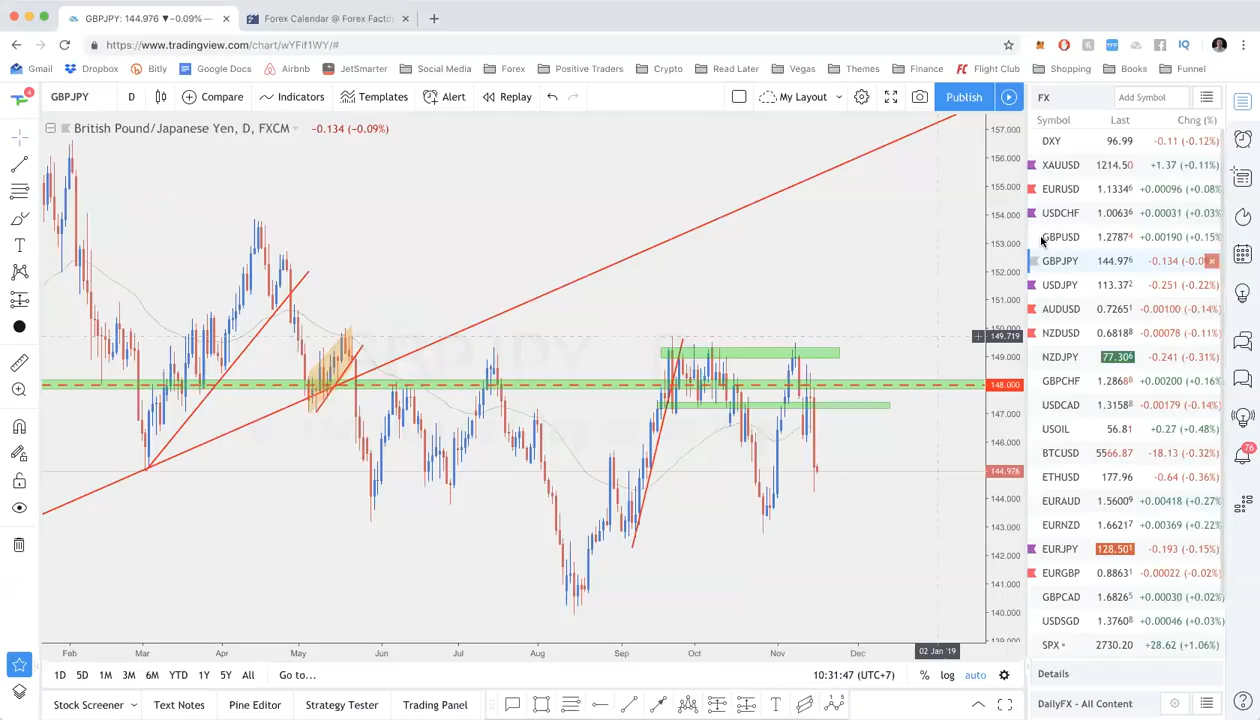 GBPJPY: 144.976 ▼−0.09% —
Forex Calendar @ Forex Facto
https://www.tradingview.com/chart/wYFif1WY/#
Gmail Dropbox Bitly Google Docs Airbnb JetSmarter Social Media Forex Positive Traders Crypto Read Later Vegas Themes Finance Flight Club Shopping Books Funnel
GBPJPY D Compare Indicators Templates Alert Replay My Layout Publish
FX Add Symbol
British Pound/Japanese Yen, D, FXCM -0.134 (-0.09%)
Symbol Last Chng (%)
DXY 96.99 -0.11 (-0.12%)
XAUUSD 1214.50 +1.37 (+0.11%)
EURUSD 1.13346 +0.00096 (+0.08%
USDCHF 1.00636 +0.00031 (+0.03%
GBPUSD 1.27874 +0.00190 (+0.15%
GBPJPY 144.976 -0.134 (-0.0
USDJPY 113.372 -0.251 (-0.22%)
AUDUSD 0.72651 -0.00100 (-0.14%)
NZDUSD 0.68188 -0.00078 (-0.11%)
NZDJPY 77.306 -0.241 (-0.31%)
GBPCHF 1.28688 +0.00200 (+0.16%
USDCAD 1.31588 -0.00179 (-0.14%)
USOIL 56.81 +0.27 (+0.48%)
BTCUSD 5566.87 -18.13 (-0.32%)
ETHUSD 177.96 -0.64 (-0.36%)
EURAUD 1.56009 +0.00418 (+0.27%
EURNZD 1.66217 +0.00369 (+0.22%
EURJPY 128.501 -0.193 (-0.15%)
EURGBP 0.88631 -0.00022 (-0.02%)
GBPCAD 1.68265 +0.00030 (+0.02%
USDSGD 1.37608 +0.00046 (+0.03%
SPX 2730.20 +28.62 (+1.06%)
157.000
156.000
155.000
154.000
153.000
152.000
151.000
150.000
149.719
149.000
148.000
147.000
146.000
144.976
144.000
143.000
142.000
141.000
140.000
139.000
76
Feb Mar Apr May Jun Jul Aug Sep Oct Nov Dec 02 Jan '19
1D 5D 1M 3M 6M YTD 1Y 5Y All Go to... 10:31:47 (UTC+7) % log auto
Details
Stock Screener Text Notes Pine Editor Strategy Tester Trading Panel
DailyFX - All Content